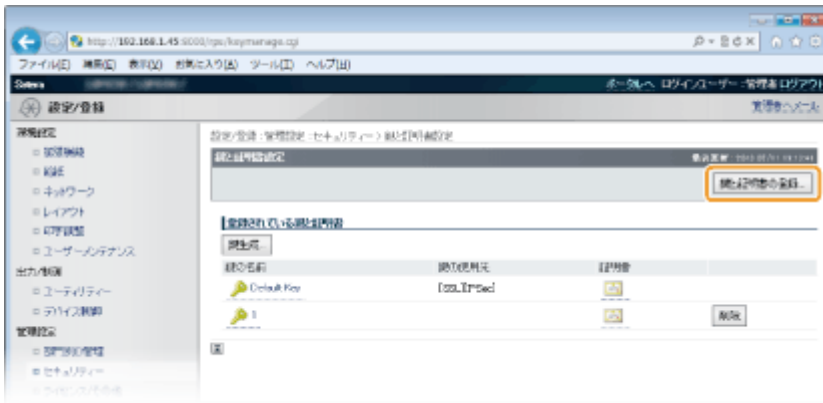 http://192.168.1.45:8000/rps/keymanage.cgi
ファイル(F) 編集(E) 表示(V) お気に入り(A) ツール(T) ヘルプ(H)
Satera
ポータルへ ログインユーザー: 管理者 ログアウト
設定/登録
管理者へメール
環境設定
給紙
ネットワーク
レイアウト
印字調整
ユーザーメンテナンス
出力/制御
ユーティリティー
デバイス制御
管理設定
部門別ID管理
セキュリティー
設定/登録 : 管理設定 : セキュリティー > 鍵と証明書設定
鍵と証明書設定
鍵と証明書の登録...
登録されている鍵と証明書
鍵生成...
鍵の名前 鍵の使用先 証明書
Default Key [SSL][IPSec]
1 削除